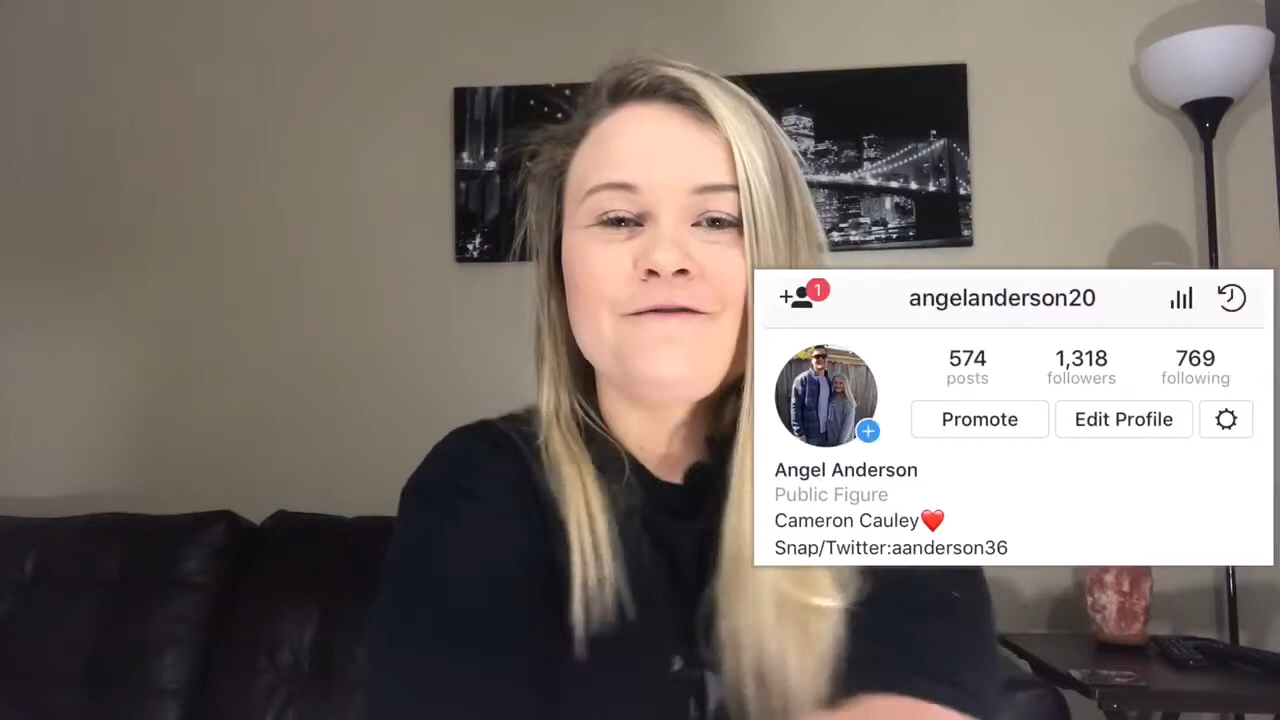 1
angelanderson20
574 1,318 769
posts followers following
Promote Edit Profile
Angel Anderson
Public Figure
Cameron Cauley❤️
Snap/Twitter:aanderson36